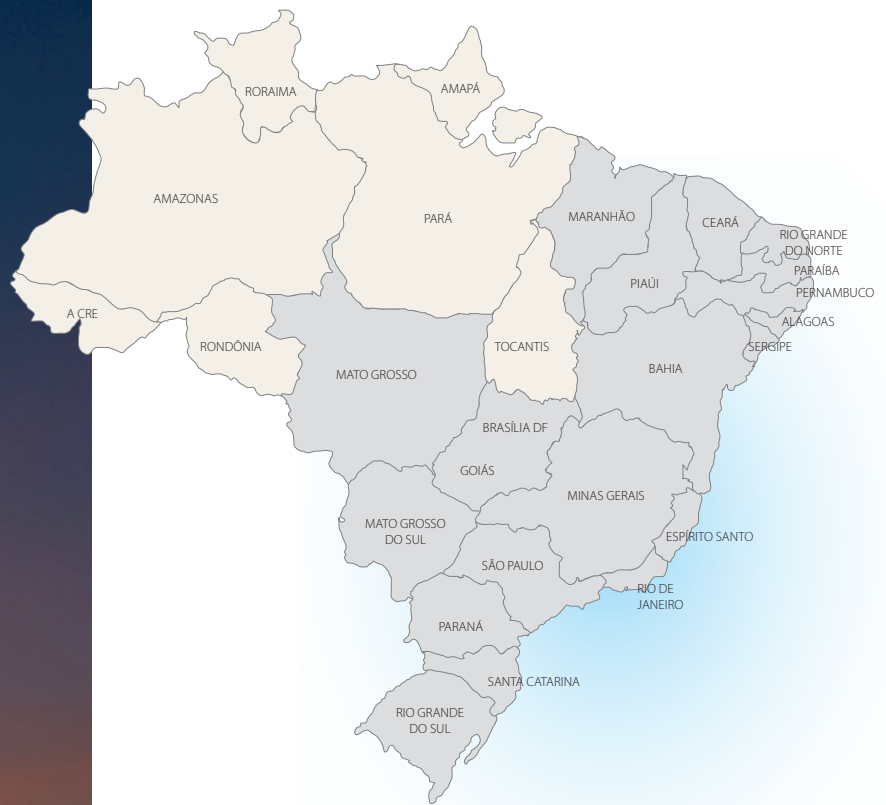 RORAIMA
AMAPÁ
AMAZONAS
PARÁ
MARANHÃO
CEARÁ
RIO GRANDE
DO NORTE
PARAÍBA
PIAUÍ
PERNAMBUCO
A CRE
ALAGOAS
RONDÔNIA
TOCANTIS
SERGIPE
MATO GROSSO
BAHIA
BRASÍLIA DF
GOIÁS
MINAS GERAIS
MATO GROSSO
DO SUL
ESPÍRITO SANTO
SÃO PAULO
RIO DE
JANEIRO
PARANÁ
SANTA CATARINA
RIO GRANDE
DO SUL